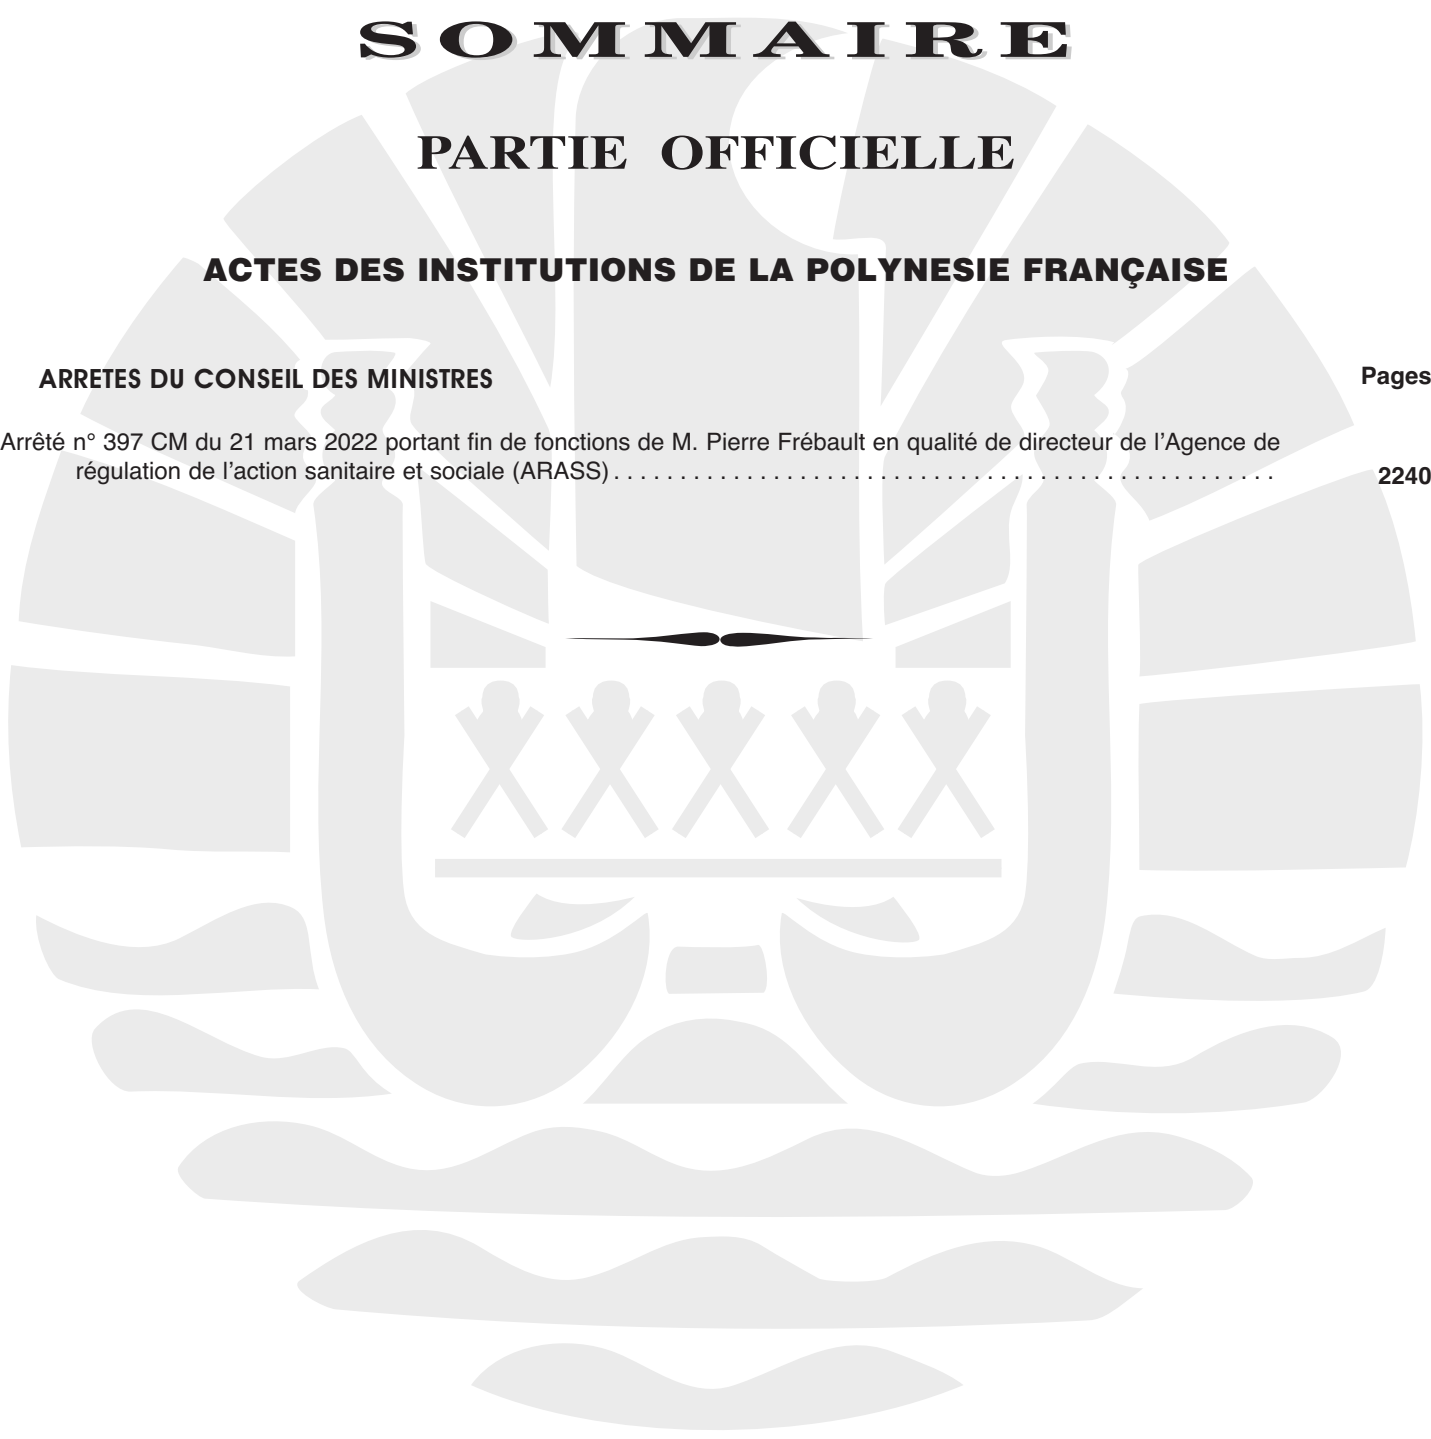 SOMMAIRE
PARTIE OFFICIELLE
ACTES DES INSTITUTIONS DE LA POLYNESIE FRANÇAISE
ARRETES DU CONSEIL DES MINISTRES Pages
Arrêté n° 397 CM du 21 mars 2022 portant fin de fonctions de M. Pierre Frébault en qualité de directeur de l’Agence de
régulation de l’action sanitaire et sociale (ARASS) . . . . . . . . . . . . . . . . . . . . . . . . . . . . . . . . . . . . . . . . . . . . . . . . . . 2240